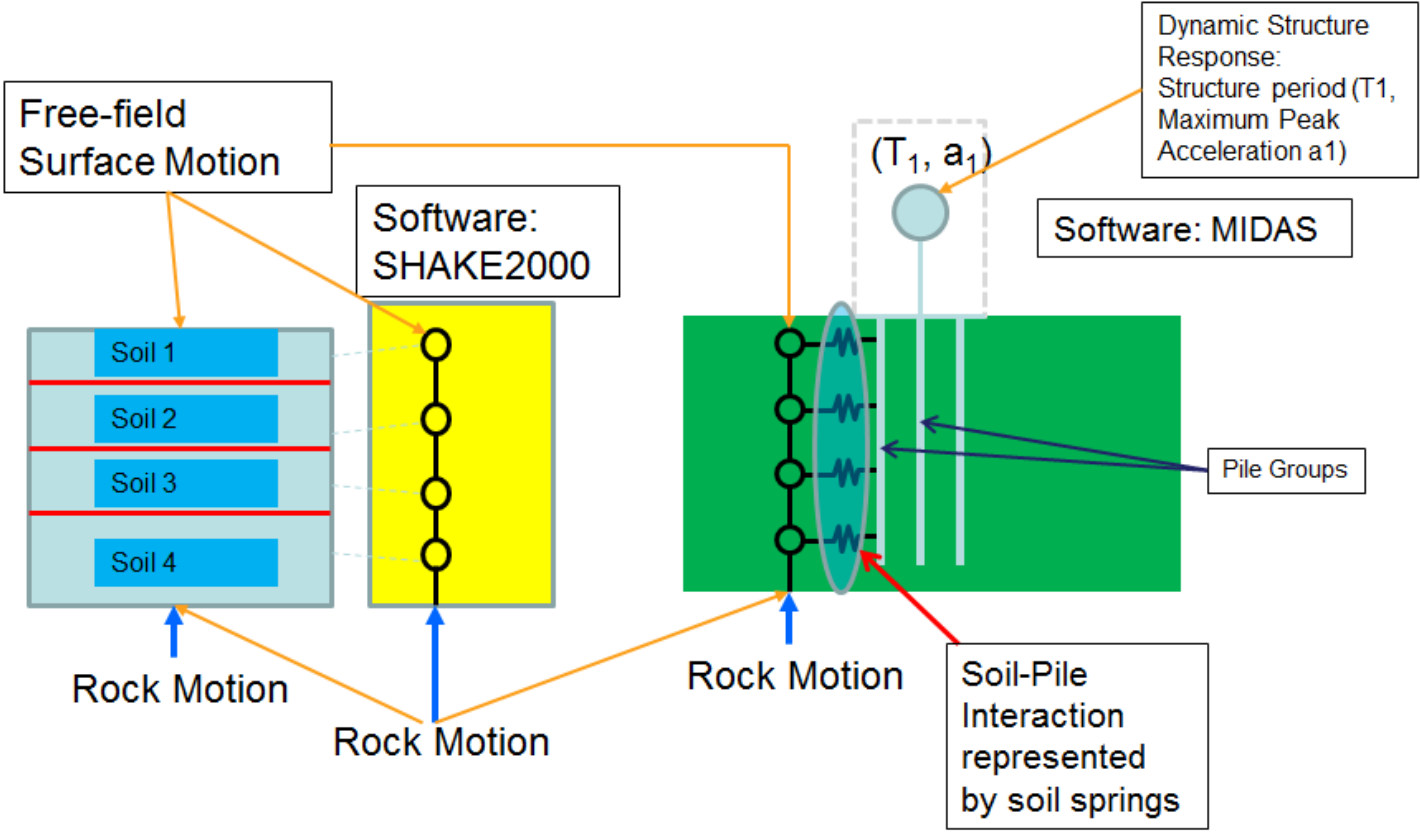 Dynamic Structure
Response:
Structure period (T1,
Maximum Peak
Acceleration a1)
Free-field
Surface Motion
(T₁, a₁)
Software:
SHAKE2000
Software: MIDAS
Soil 1
Soil 2
Soil 3
Soil 4
Pile Groups
Rock Motion
Rock Motion
Rock Motion
Soil-Pile
Interaction
represented
by soil springs